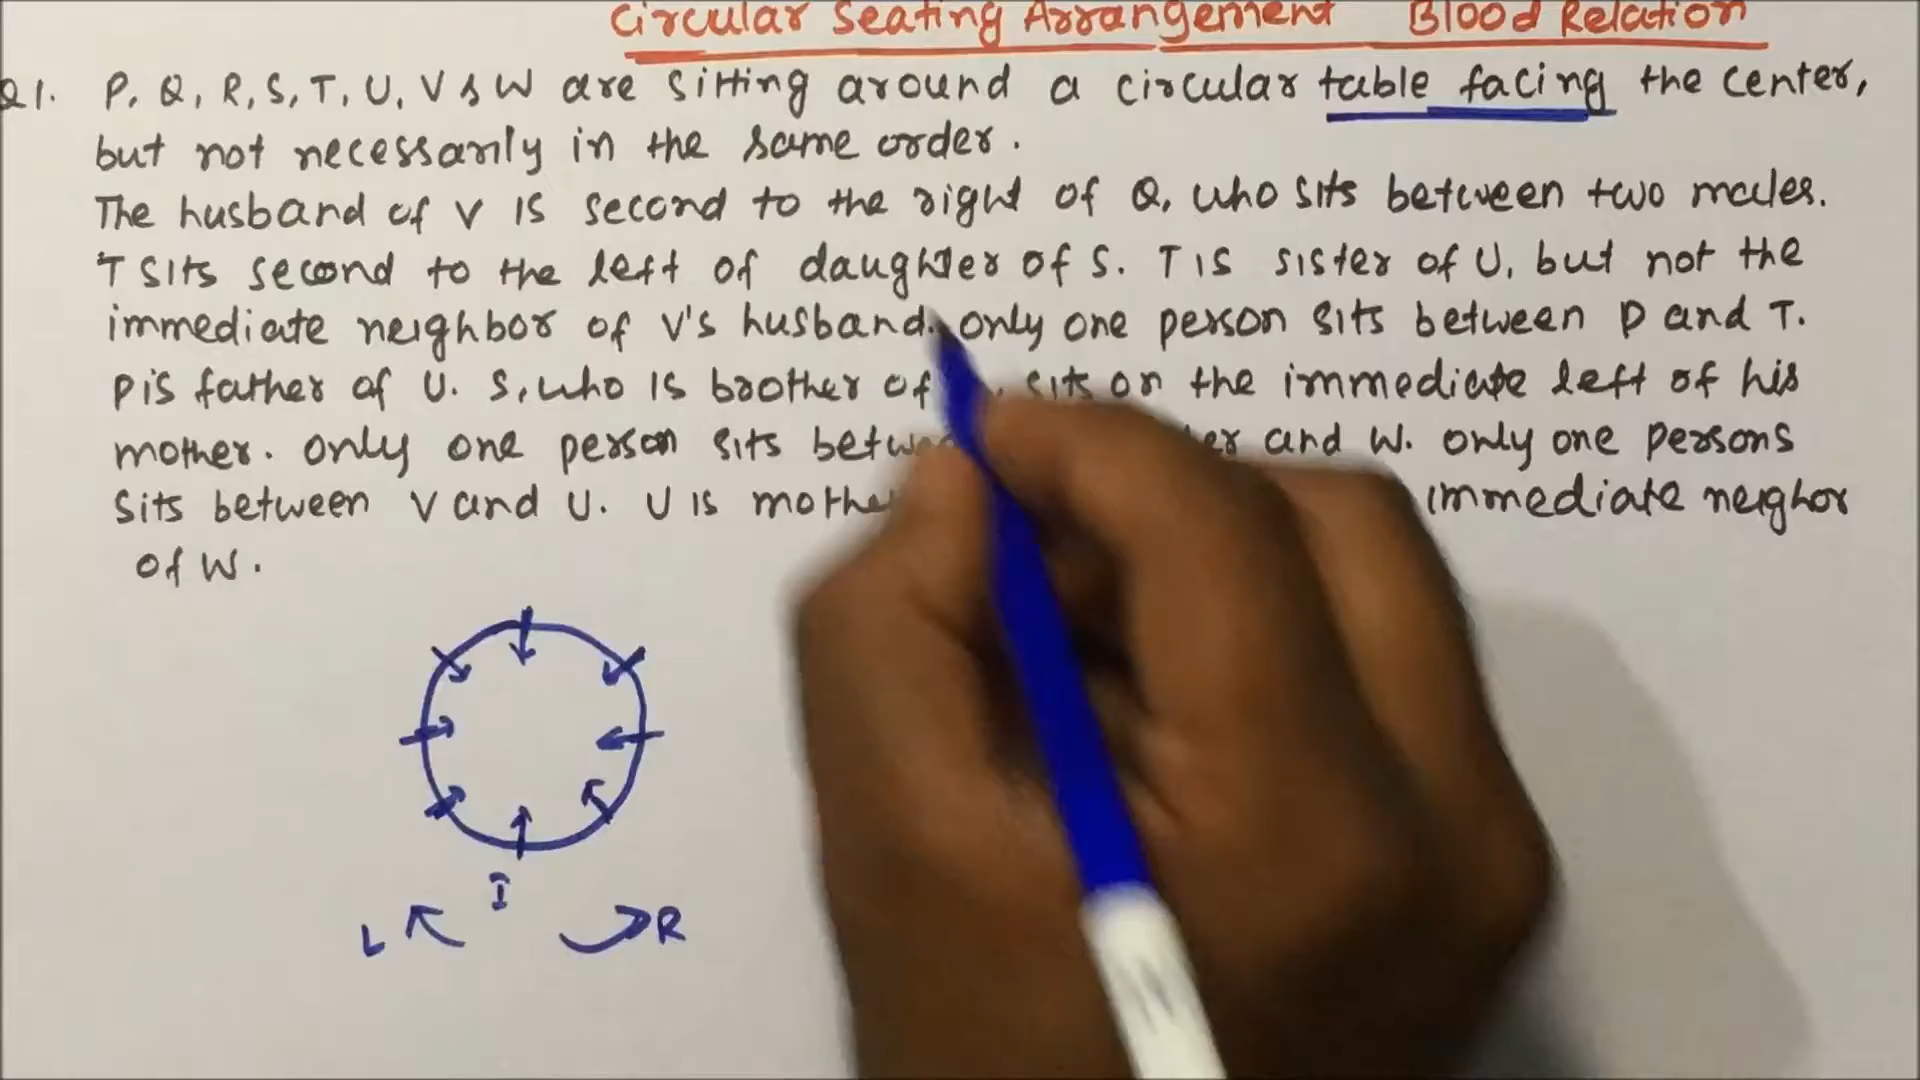 Circular Seating Arrangement Blood Relation
Q1. P, Q, R, S, T, U, V & W are sitting around a circular table facing the center,
but not necessarily in the same order.
The husband of V is second to the right of Q, who sits between two males.
T sits second to the left of daughter of S. T is sister of U, but not the
immediate neighbor of V's husband. only one person sits between P and T.
P is father of U. S, who is brother of sits on the immediate left of his
mother. only one person sits and W. only one persons
sits between V and U. U is immediate neighor
of W.
I
L R